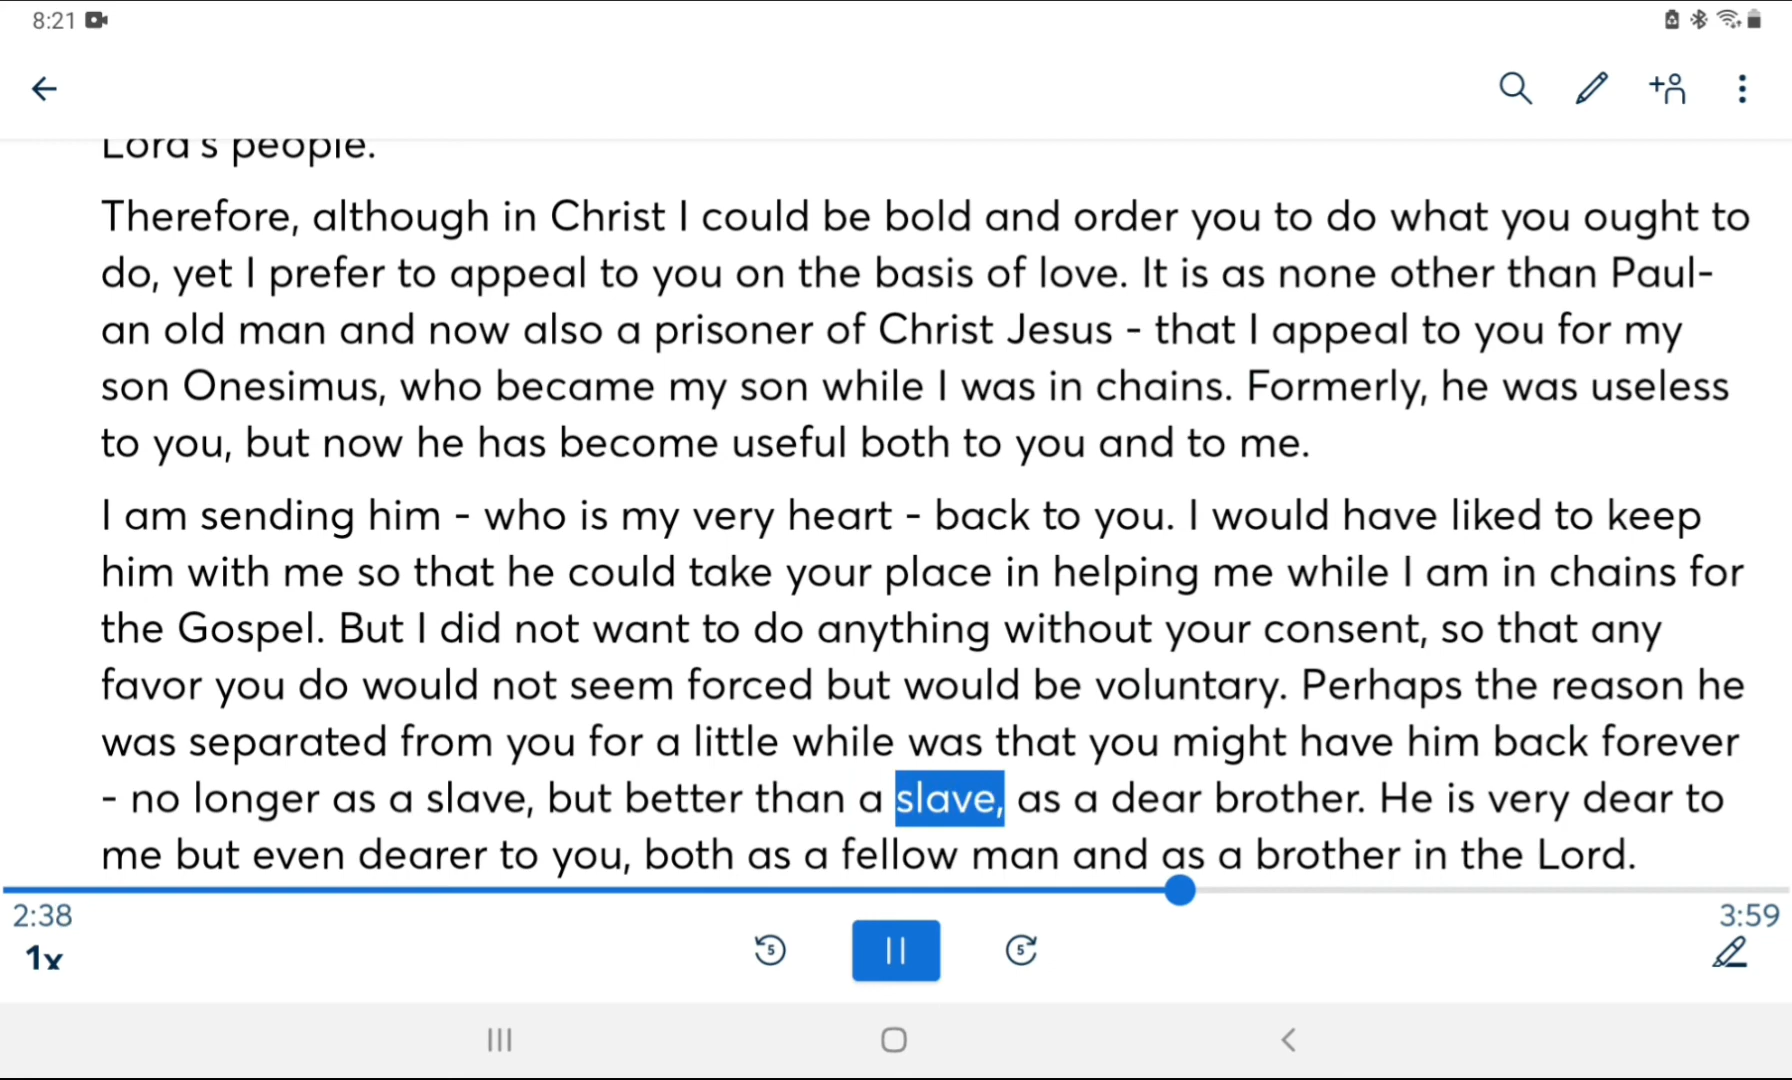 8:21
Lord's people.
Therefore, although in Christ I could be bold and order you to do what you ought to
do, yet I prefer to appeal to you on the basis of love. It is as none other than Paul-
an old man and now also a prisoner of Christ Jesus - that I appeal to you for my
son Onesimus, who became my son while I was in chains. Formerly, he was useless
to you, but now he has become useful both to you and to me.
I am sending him - who is my very heart - back to you. I would have liked to keep
him with me so that he could take your place in helping me while I am in chains for
the Gospel. But I did not want to do anything without your consent, so that any
favor you do would not seem forced but would be voluntary. Perhaps the reason he
was separated from you for a little while was that you might have him back forever
- no longer as a slave, but better than a slave, as a dear brother. He is very dear to
me but even dearer to you, both as a fellow man and as a brother in the Lord.
2:38 3:59
1x 5 5